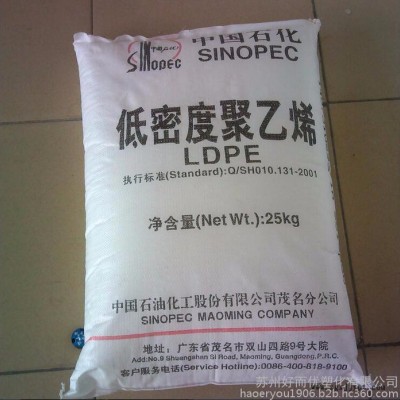 中国石化
SINOPEC
SINOPEC
低密度聚乙烯
LDPE
执行标准(Standard):Q/SH010.131-2001
净含量(Net Wt.):25kg
中国石油化工股份有限公司茂名分公司
SINOPEC MAOMING COMPANY
地址:广东省茂名市双山四路9号大院
Add:No.9 Shuangshan Si Road, Maoming, Guangdong,P.R.C.
客户服务电话(Service Hotline):0086-400-818-9100
苏州好而优塑化有限公司
haoeryou1906.b2b.hc360.com